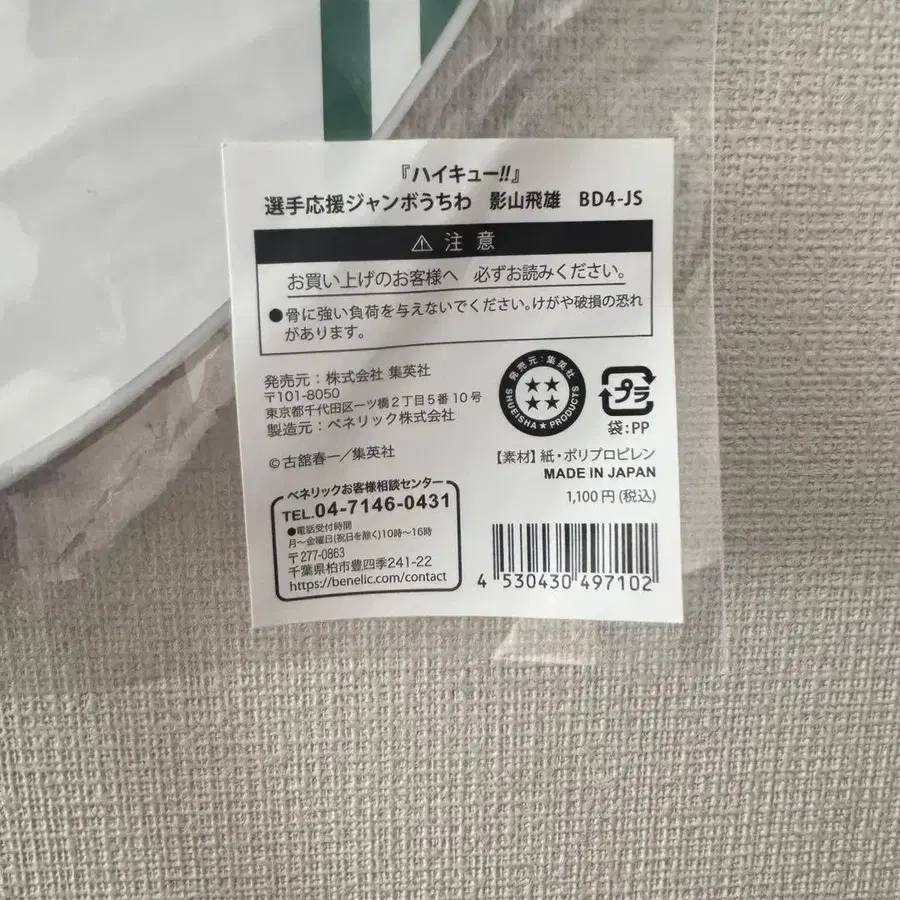 『ハイキュー!!』
選手応援ジャンボうちわ 影山飛雄 BD4-JS
⚠ 注意
お買い上げのお客様へ 必ずお読みください。
●骨に強い負荷を与えないでください。けがや破損の恐れ
があります。
発売元：株式会社 集英社
〒101-8050
東京都千代田区一ツ橋2丁目5番10号
製造元：ベネリック株式会社
©古舘春一／集英社
発売元：集英社
SHUEISHA★PRODUCTS
プラ
袋:PP
【素材】紙・ポリプロピレン
MADE IN JAPAN
1,100円(税込)
ベネリックお客様相談センター
TEL.04-7146-0431
●電話受付時間
月～金曜日(祝日を除く)10時～16時
〒277-0863
千葉県柏市豊四季241-22
https://benelic.com/contact
4 530430 497102